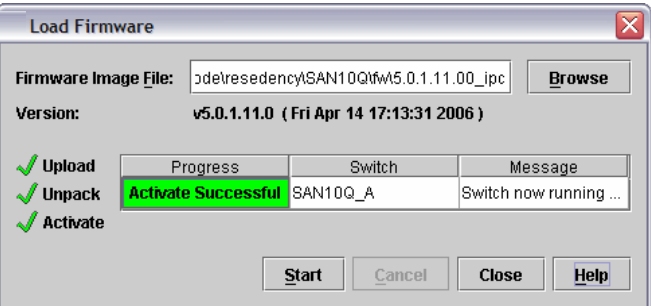 Load Firmware
Firmware Image File: ode\resedency\SAN10Q\fw\5.0.1.11.00_ipc Browse
Version: v5.0.1.11.0 ( Fri Apr 14 17:13:31 2006 )
Upload Progress Switch Message
Unpack Activate Successful SAN10Q_A Switch now running ...
Activate
Start Cancel Close Help